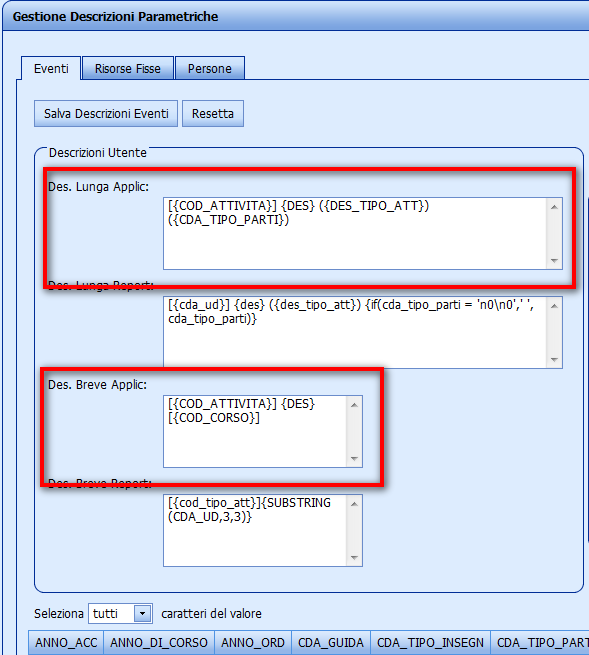 Gestione Descrizioni Parametriche
Eventi Risorse Fisse Persone
Salva Descrizioni Eventi Resetta
Descrizioni Utente
Des. Lunga Applic:
[{COD_ATTIVITA}] {DES} ({DES_TIPO_ATT})
({CDA_TIPO_PARTI})
Des. Lunga Report:
[{cda_ud}] {des} ({des_tipo_att}) {if(cda_tipo_parti = 'n0\n0',' ',
cda_tipo_parti)}
Des. Breve Applic:
[{COD_ATTIVITA}] {DES}
[{COD_CORSO}]
Des. Breve Report:
[{cod_tipo_att}]{SUBSTRING
(CDA_UD,3,3)}
Seleziona tutti caratteri del valore
ANNO_ACC ANNO_DI_CORSO ANNO_ORD CDA_GUIDA CDA_TIPO_INSEGN CDA_TIPO_PART